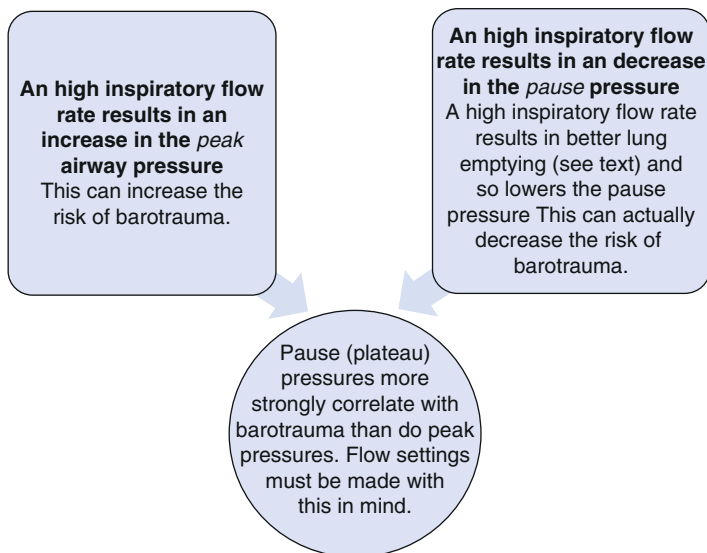 An high inspiratory flow
rate results in an
increase in the peak
airway pressure
This can increase the
risk of barotrauma.
An high inspiratory flow
rate results in an decrease
in the pause pressure
A high inspiratory flow rate
results in better lung
emptying (see text) and
so lowers the pause
pressure This can actually
decrease the risk of
barotrauma.
Pause (plateau)
pressures more
strongly correlate with
barotrauma than do peak
pressures. Flow settings
must be made with
this in mind.